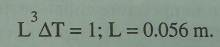 L³ΔT = 1; L = 0.056 m.